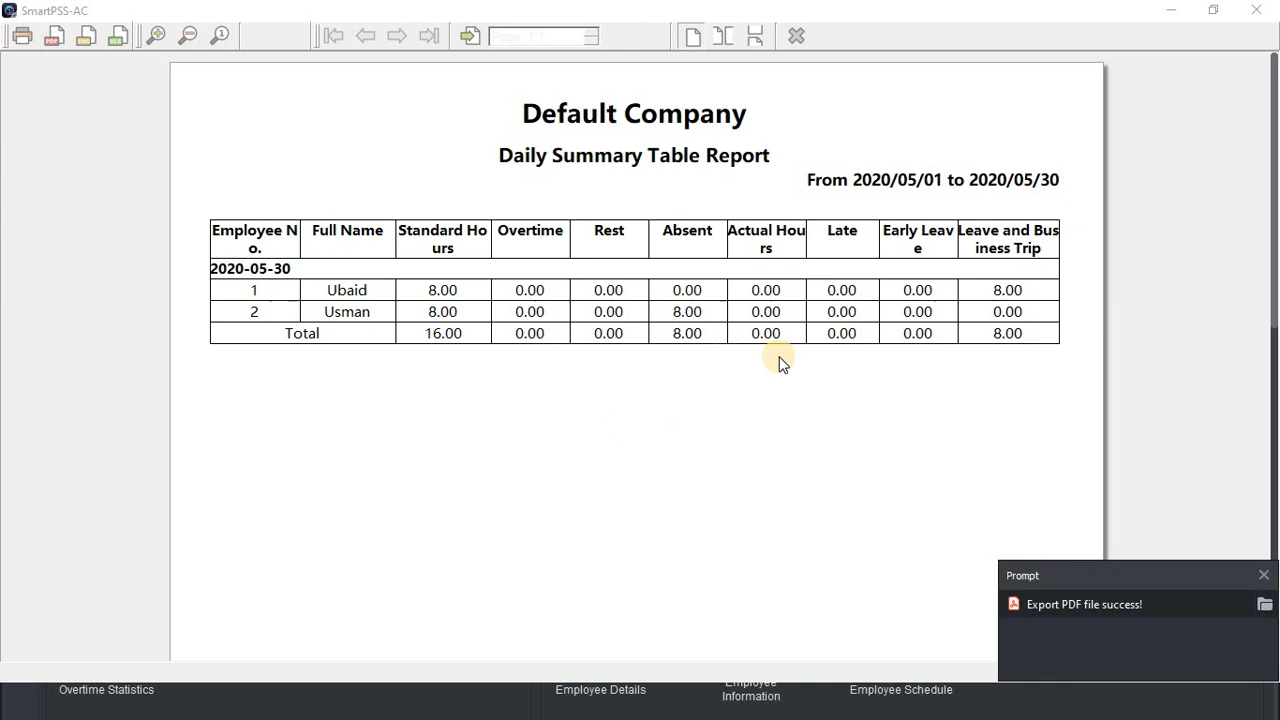 SmartPSS-AC
Page: 1:1
Default Company
Daily Summary Table Report
From 2020/05/01 to 2020/05/30
Employee N
o.
Full Name
Standard Ho
urs
Overtime
Rest
Absent
Actual Hou
rs
Late
Early Leav
e
Leave and Bus
iness Trip
2020-05-30
1 Ubaid 8.00 0.00 0.00 0.00 0.00 0.00 0.00 8.00
2 Usman 8.00 0.00 0.00 8.00 0.00 0.00 0.00 0.00
Total 16.00 0.00 0.00 8.00 0.00 0.00 0.00 8.00
Prompt
Export PDF file success!
Overtime Statistics
Employee Details
Employee
Information
Employee Schedule